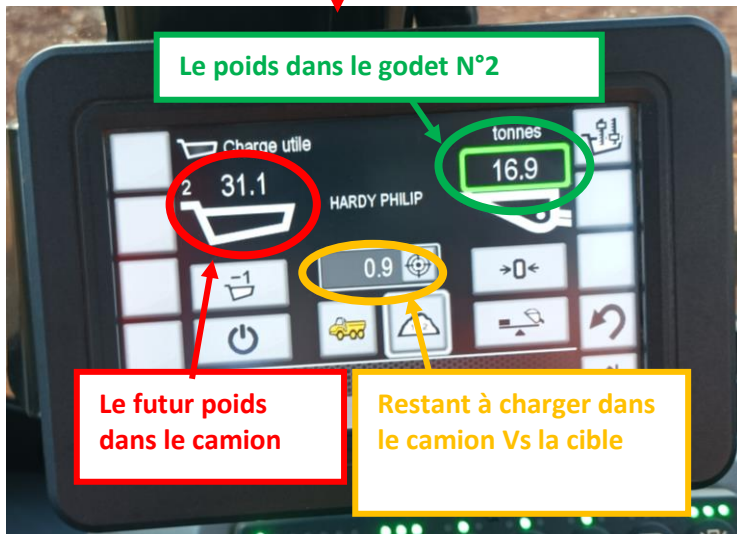 Le poids dans le godet N°2
Charge utile
tonnes
2 31.1
16.9
HARDY PHILIP
0.9
-1
→0←
Le futur poids
dans le camion
Restant à charger dans
le camion Vs la cible